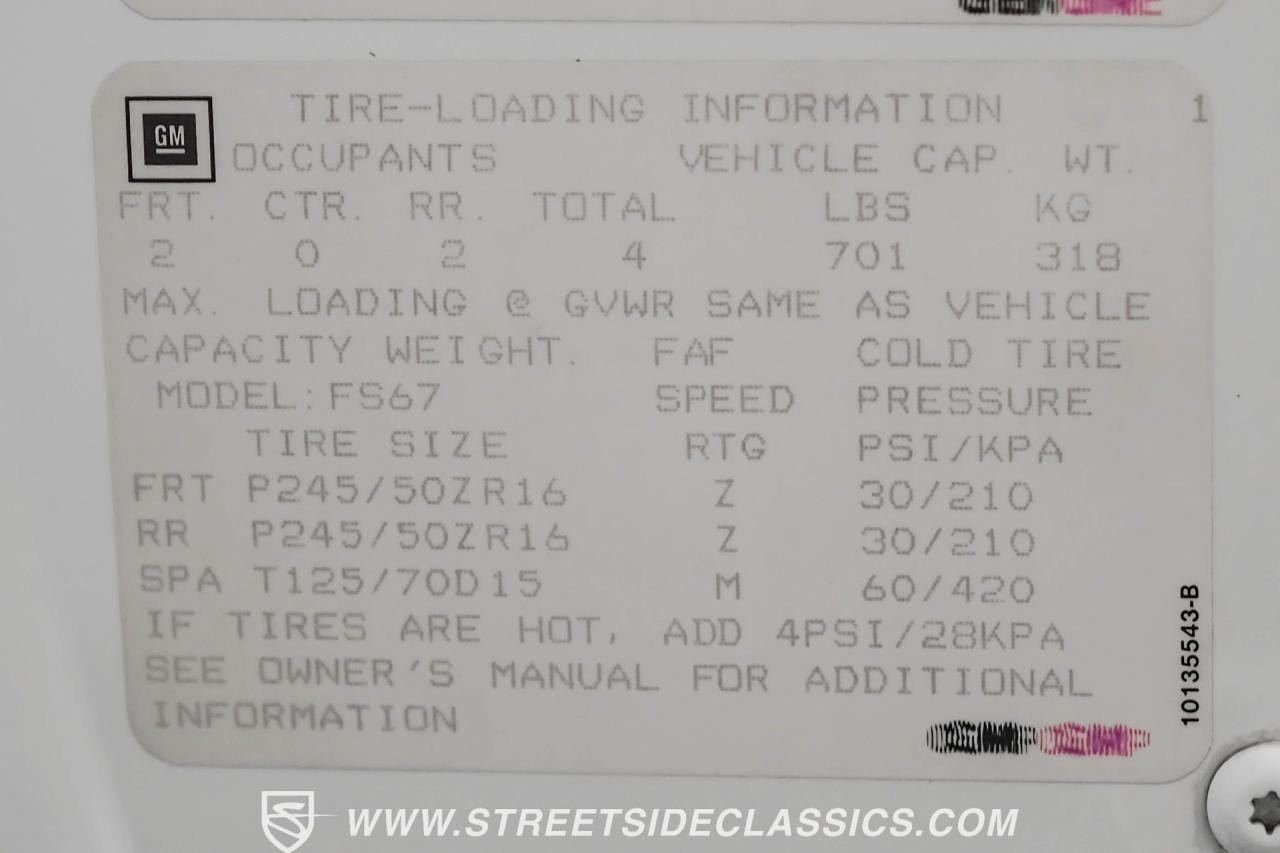 GM
TIRE-LOADING INFORMATION 1
OCCUPANTS VEHICLE CAP. WT.
FRT. CTR. RR. TOTAL LBS KG
2 0 2 4 701 318
MAX. LOADING @ GVWR SAME AS VEHICLE
CAPACITY WEIGHT. FAF COLD TIRE
MODEL:FS67 SPEED PRESSURE
TIRE SIZE RTG PSI/KPA
FRT P245/50ZR16 Z 30/210
RR P245/50ZR16 Z 30/210
SPA T125/70D15 M 60/420
IF TIRES ARE HOT, ADD 4PSI/28KPA
SEE OWNER'S MANUAL FOR ADDITIONAL
INFORMATION
10135543-B
WWW.STREETSIDECLASSICS.COM